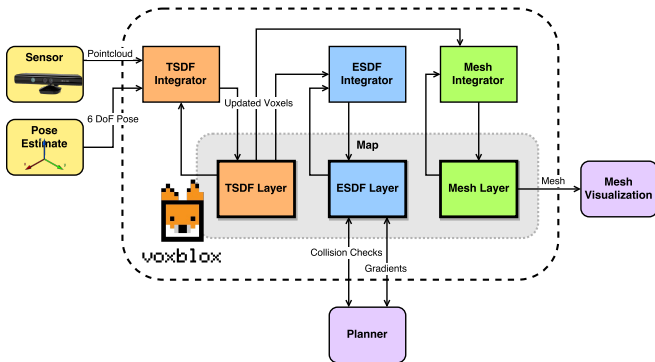 Sensor
Pointcloud
TSDF
Integrator
ESDF
Integrator
Mesh
Integrator
Updated Voxels
6 DoF Pose
Pose
Estimate
Map
TSDF Layer
ESDF Layer
Mesh Layer
Mesh
Mesh
Visualization
voxblox
Collision Checks
Gradients
Planner